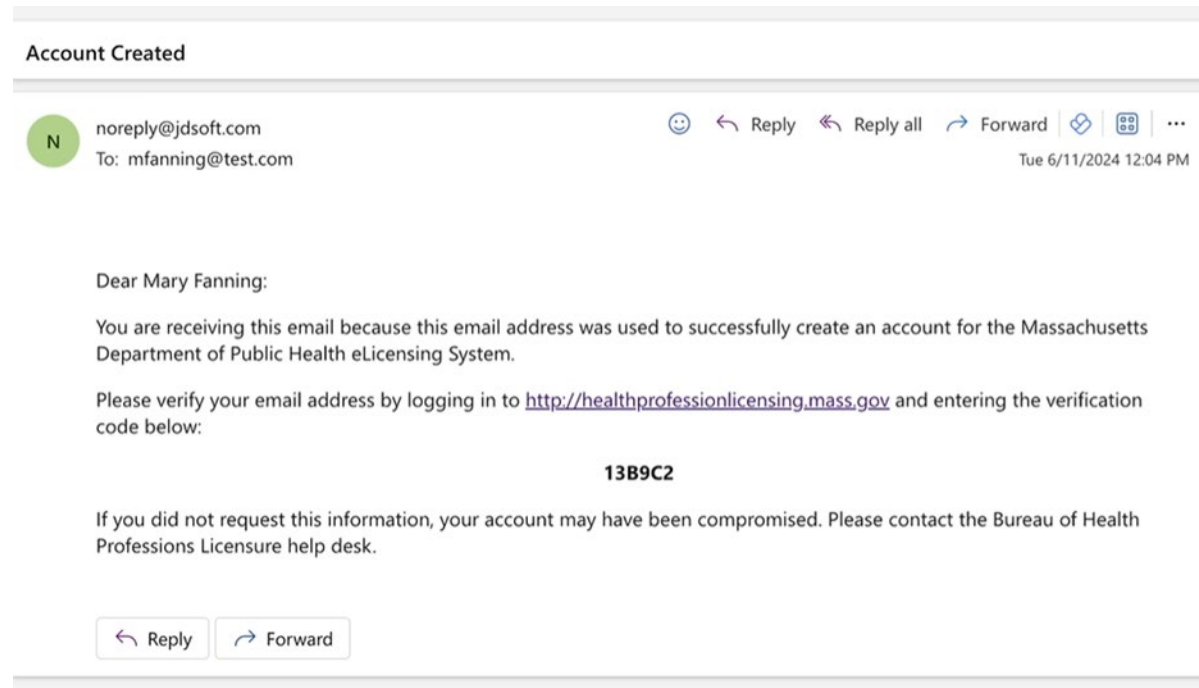 Account Created
N
noreply@jdsoft.com
Reply
Reply all
Forward
To: mfanning@test.com
Tue 6/11/2024 12:04 PM
Dear Mary Fanning:
You are receiving this email because this email address was used to successfully create an account for the Massachusetts
Department of Public Health eLicensing System.
Please verify your email address by logging in to http://healthprofessionlicensing.mass.gov and entering the verification
code below:
13B9C2
If you did not request this information, your account may have been compromised. Please contact the Bureau of Health
Professions Licensure help desk.
Reply
Forward